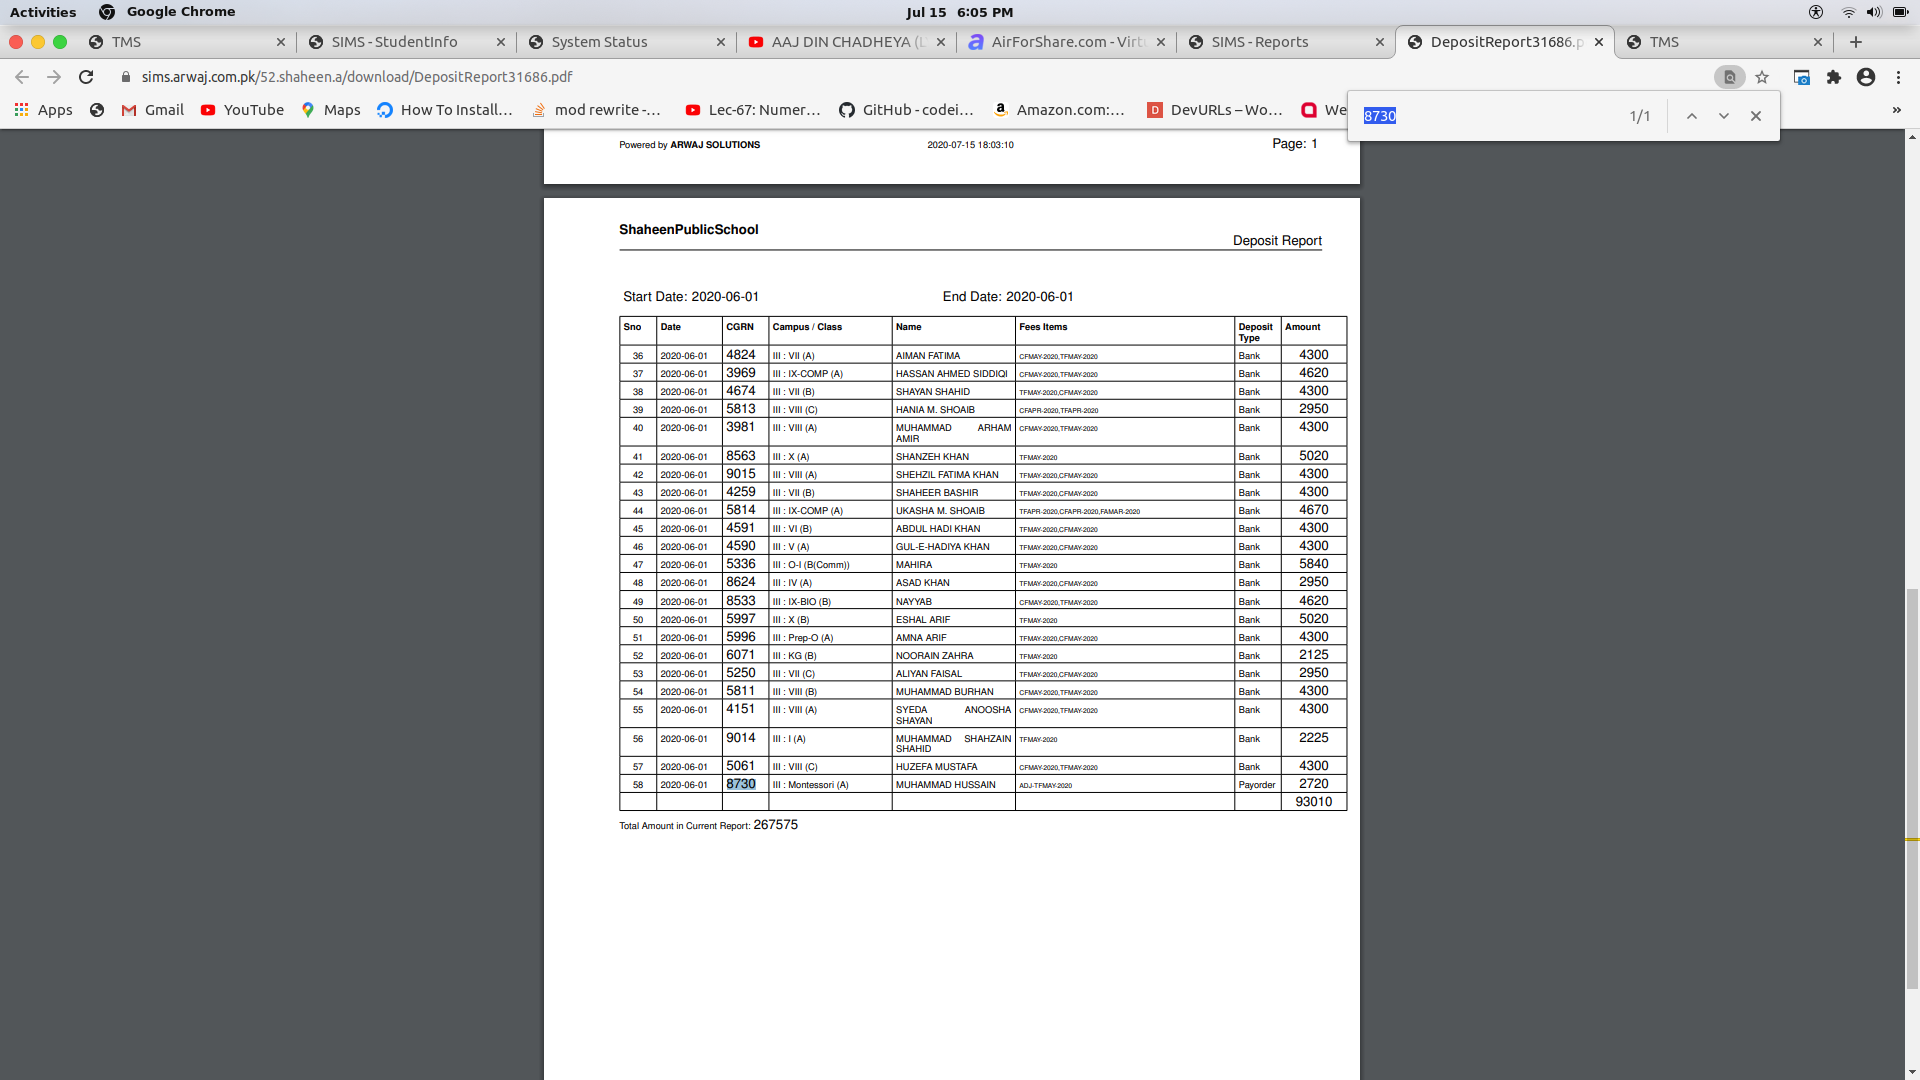 Activities Google Chrome Jul 15 6:05 PM
TMS SIMS - StudentInfo System Status AAJ DIN CHADHEYA ( AirForShare.com - Virt SIMS - Reports DepositReport31686.p TMS
sims.arwaj.com.pk/52.shaheen.a/download/DepositReport31686.pdf
Apps Gmail YouTube Maps How To Install... mod rewrite -... Lec-67: Numer... GitHub - codei... Amazon.com:... DevURLs – Wo... We »
8730 1/1
Powered by ARWAJ SOLUTIONS 2020-07-15 18:03:10 Page: 1
ShaheenPublicSchool
Deposit Report
Start Date: 2020-06-01 End Date: 2020-06-01
Sno Date CGRN Campus / Class Name Fees Items Deposit Type Amount
36 2020-06-01 4824 III : VII (A) AIMAN FATIMA CFMAY-2020,TFMAY-2020 Bank 4300
37 2020-06-01 3969 III : IX-COMP (A) HASSAN AHMED SIDDIQI CFMAY-2020,TFMAY-2020 Bank 4620
38 2020-06-01 4674 III : VII (B) SHAYAN SHAHID TFMAY-2020,CFMAY-2020 Bank 4300
39 2020-06-01 5813 III : VIII (C) HANIA M. SHOAIB CFAPR-2020,TFAPR-2020 Bank 2950
40 2020-06-01 3981 III : VIII (A) MUHAMMAD ARHAM AMIR CFMAY-2020,TFMAY-2020 Bank 4300
41 2020-06-01 8563 III : X (A) SHANZEH KHAN TFMAY-2020 Bank 5020
42 2020-06-01 9015 III : VIII (A) SHEHZIL FATIMA KHAN TFMAY-2020,CFMAY-2020 Bank 4300
43 2020-06-01 4259 III : VII (B) SHAHEER BASHIR TFMAY-2020,CFMAY-2020 Bank 4300
44 2020-06-01 5814 III : IX-COMP (A) UKASHA M. SHOAIB TFAPR-2020,CFAPR-2020,FAMAR-2020 Bank 4670
45 2020-06-01 4591 III : VI (B) ABDUL HADI KHAN TFMAY-2020,CFMAY-2020 Bank 4300
46 2020-06-01 4590 III : V (A) GUL-E-HADIYA KHAN TFMAY-2020,CFMAY-2020 Bank 4300
47 2020-06-01 5336 III : O-I (B(Comm)) MAHIRA TFMAY-2020 Bank 5840
48 2020-06-01 8624 III : IV (A) ASAD KHAN TFMAY-2020,CFMAY-2020 Bank 2950
49 2020-06-01 8533 III : IX-BIO (B) NAYYAB CFMAY-2020,TFMAY-2020 Bank 4620
50 2020-06-01 5997 III : X (B) ESHAL ARIF TFMAY-2020 Bank 5020
51 2020-06-01 5996 III : Prep-O (A) AMNA ARIF TFMAY-2020,CFMAY-2020 Bank 4300
52 2020-06-01 6071 III : KG (B) NOORAIN ZAHRA TFMAY-2020 Bank 2125
53 2020-06-01 5250 III : VII (C) ALIYAN FAISAL TFMAY-2020,CFMAY-2020 Bank 2950
54 2020-06-01 5811 III : VIII (B) MUHAMMAD BURHAN CFMAY-2020,TFMAY-2020 Bank 4300
55 2020-06-01 4151 III : VIII (A) SYEDA ANOOSHA SHAYAN CFMAY-2020,TFMAY-2020 Bank 4300
56 2020-06-01 9014 III : I (A) MUHAMMAD SHAHZAIN SHAHID TFMAY-2020 Bank 2225
57 2020-06-01 5061 III : VIII (C) HUZEFA MUSTAFA CFMAY-2020,TFMAY-2020 Bank 4300
58 2020-06-01 8730 III : Montessori (A) MUHAMMAD HUSSAIN ADJ-TFMAY-2020 Payorder 2720
93010
Total Amount in Current Report: 267575